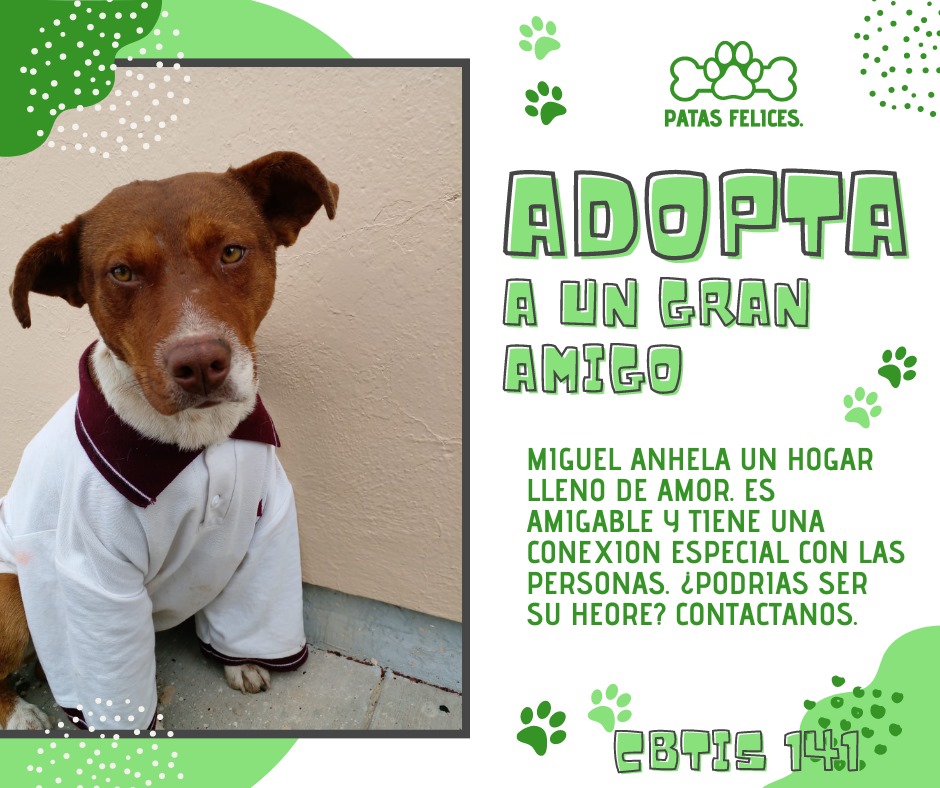 PATAS FELICES.
ADOPTA
A UN GRAN
AMIGO
MIGUEL ANHELA UN HOGAR
LLENO DE AMOR. ES
AMIGABLE Y TIENE UNA
CONEXION ESPECIAL CON LAS
PERSONAS. ¿PODRIAS SER
SU HEORE? CONTACTANOS.
CBTIS 141